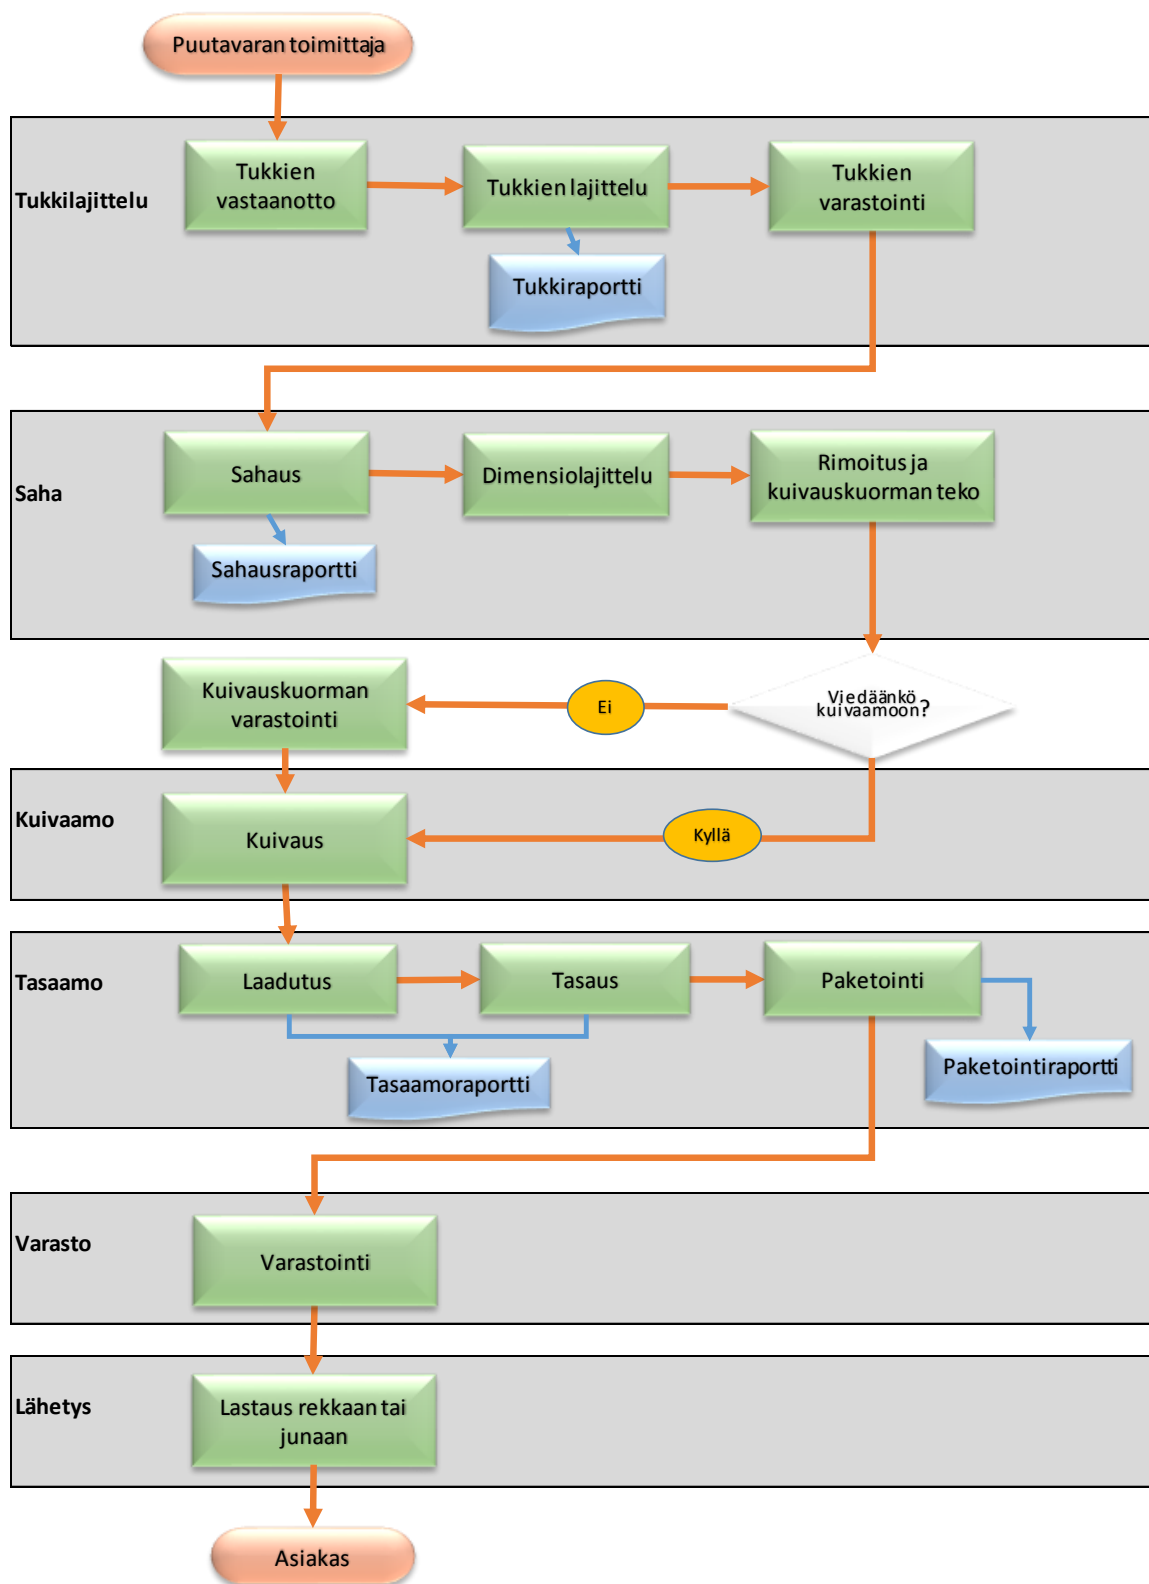 Puutavaran toimittaja
Tukkilajittelu
Tukkien
vastaanotto
Tukkien lajittelu
Tukkien
varastointi
Tukkiraportti
Saha
Sahaus
Dimensiolajittelu
Rimoitus ja
kuivauskuorman teko
Sahausraportti
Kuivauskuorman
varastointi
Ei
Viedäänkö
kuivaamoon?
Kuivaamo
Kuivaus
Kyllä
Tasaamo
Laadutus
Tasaus
Paketointi
Tasaamoraportti
Paketointiraportti
Varasto
Varastointi
Lähetys
Lastaus rekkaan tai
junaan
Asiakas